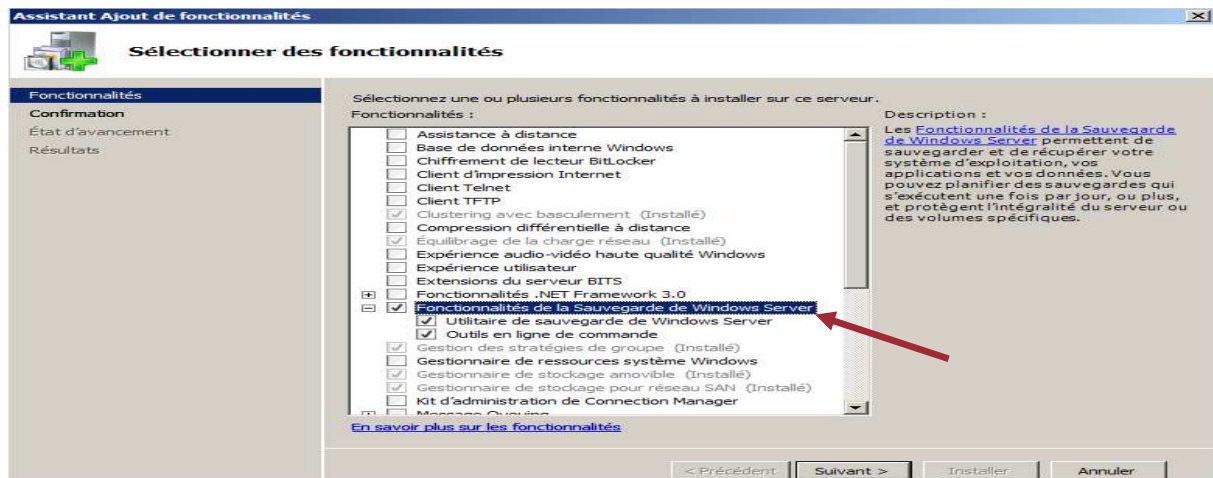 Assistant Ajout de fonctionnalités
Sélectionner des fonctionnalités
Fonctionnalités
Confirmation
État d'avancement
Résultats
Sélectionnez une ou plusieurs fonctionnalités à installer sur ce serveur.
Fonctionnalités :
Assistance à distance
Base de données interne Windows
Chiffrement de lecteur BitLocker
Client d'impression Internet
Client Telnet
Client TFTP
Clustering avec basculement (Installé)
Compression différentielle à distance
Équilibrage de la charge réseau (Installé)
Expérience audio-vidéo haute qualité Windows
Expérience utilisateur
Extensions du serveur BITS
Fonctionnalités .NET Framework 3.0
Fonctionnalités de la Sauvegarde de Windows Server
Utilitaire de sauvegarde de Windows Server
Outils en ligne de commande
Gestion des stratégies de groupe (Installé)
Gestionnaire de ressources système Windows
Gestionnaire de stockage amovible (Installé)
Gestionnaire de stockage pour réseau SAN (Installé)
Kit d'administration de Connection Manager
Message Queuing
En savoir plus sur les fonctionnalités
Description :
Les Fonctionnalités de la Sauvegarde
de Windows Server permettent de
sauvegarder et de récupérer votre
système d'exploitation, vos
applications et vos données. Vous
pouvez planifier des sauvegardes qui
s'exécutent une fois par jour, ou plus,
et protègent l'intégralité du serveur ou
des volumes spécifiques.
< Précédent
Suivant >
Installer
Annuler